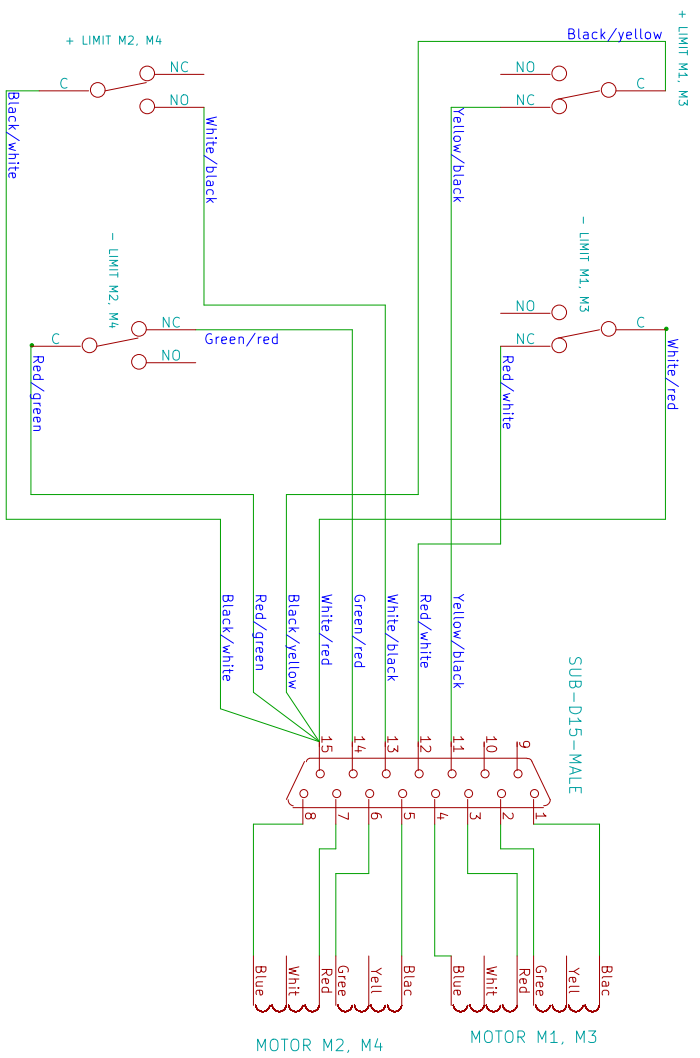 + LIMIT M2, M4
NC
C
NO
Black/white
White/black
Black/yellow
+ LIMIT M1, M3
NO
C
NC
Yellow/black
- LIMIT M2, M4
NC
C
NO
Green/red
Red/green
- LIMIT M1, M3
NO
C
NC
Red/white
White/red
Black/white
Red/green
Black/yellow
White/red
Green/red
White/black
Red/white
Yellow/black
SUB-D15-MALE
15
14
13
12
11
10
9
8
7
6
5
4
3
2
1
Blue
Whit
Red
Gree
Yell
Blac
Blue
Whit
Red
Gree
Yell
Blac
MOTOR M2, M4
MOTOR M1, M3